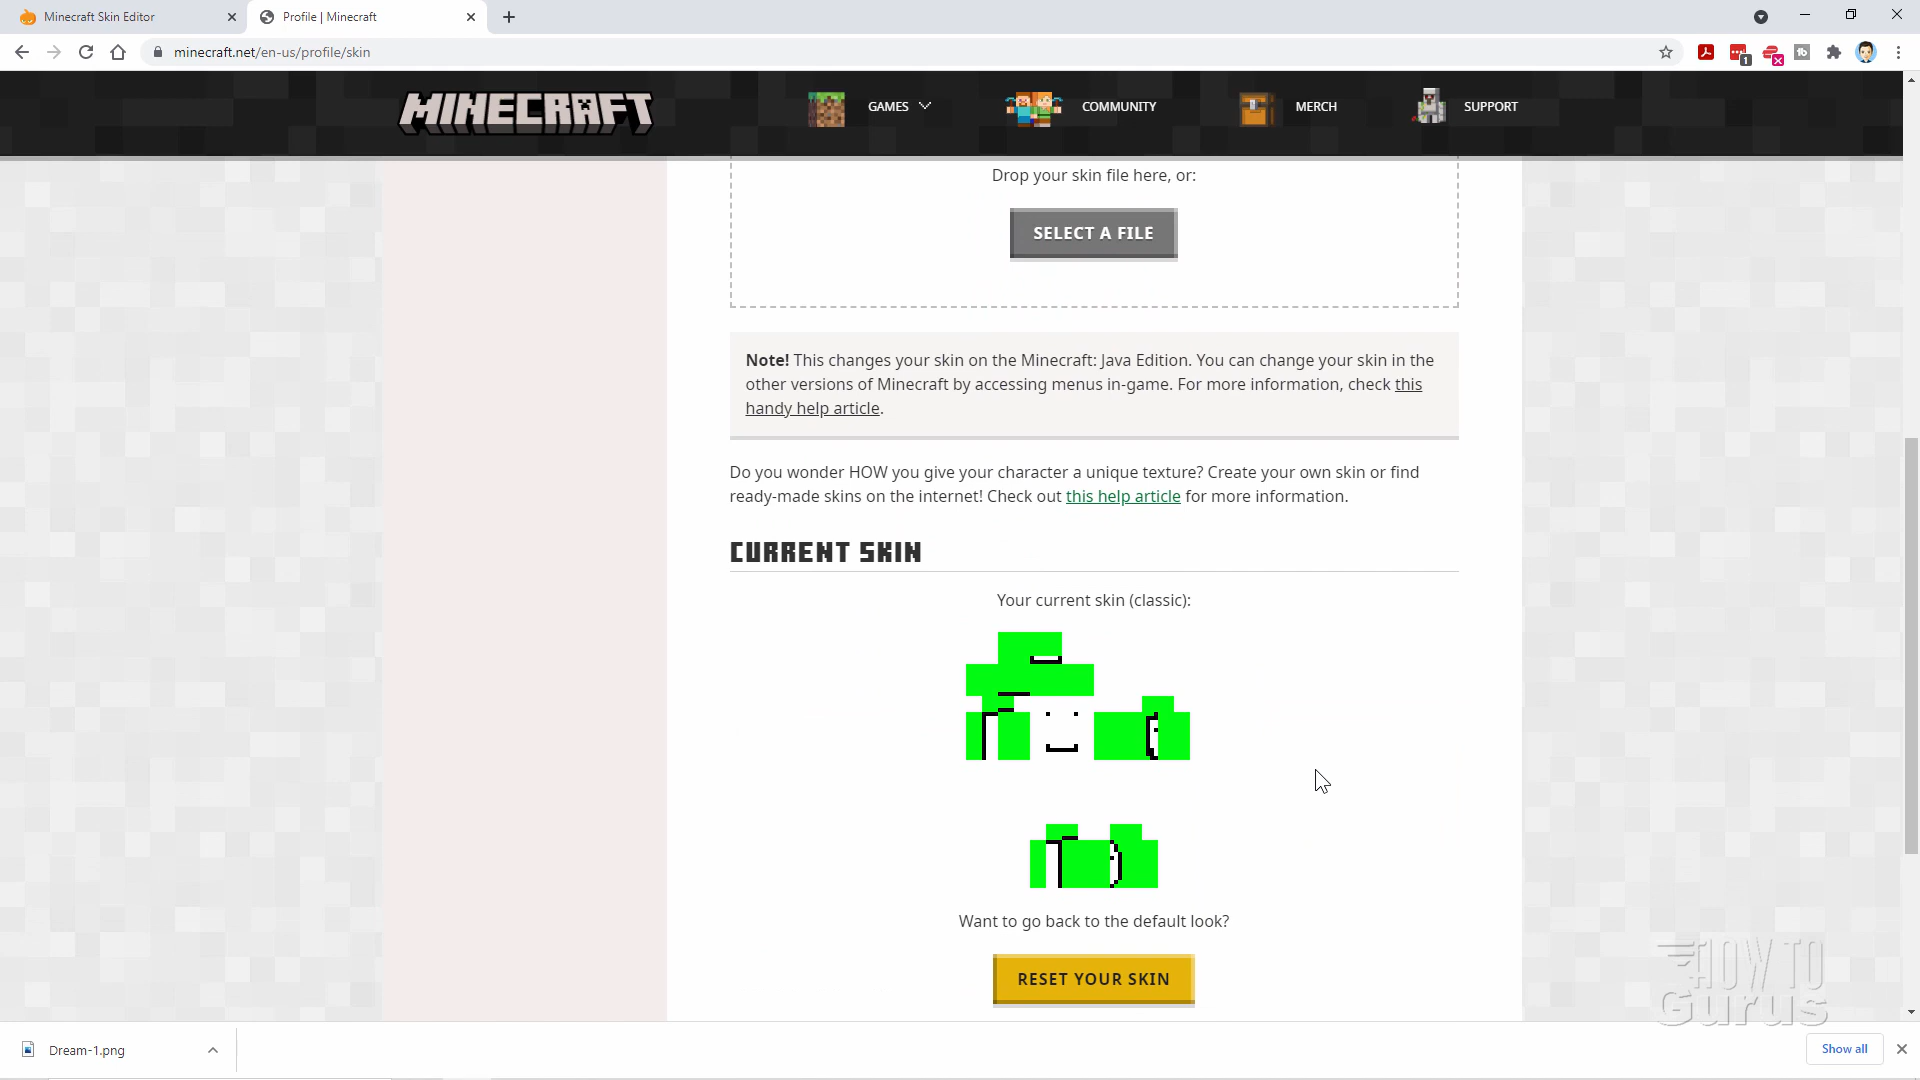 Minecraft Skin Editor
Profile | Minecraft
minecraft.net/en-us/profile/skin
1
MINECRAFT
GAMES
COMMUNITY
MERCH
SUPPORT
Drop your skin file here, or:
SELECT A FILE
Note! This changes your skin on the Minecraft: Java Edition. You can change your skin in the
other versions of Minecraft by accessing menus in-game. For more information, check this
handy help article.
Do you wonder HOW you give your character a unique texture? Create your own skin or find
ready-made skins on the internet! Check out this help article for more information.
CURRENT SKIN
Your current skin (classic):
Want to go back to the default look?
RESET YOUR SKIN
HOW TO
Gurus
Dream-1.png
Show all